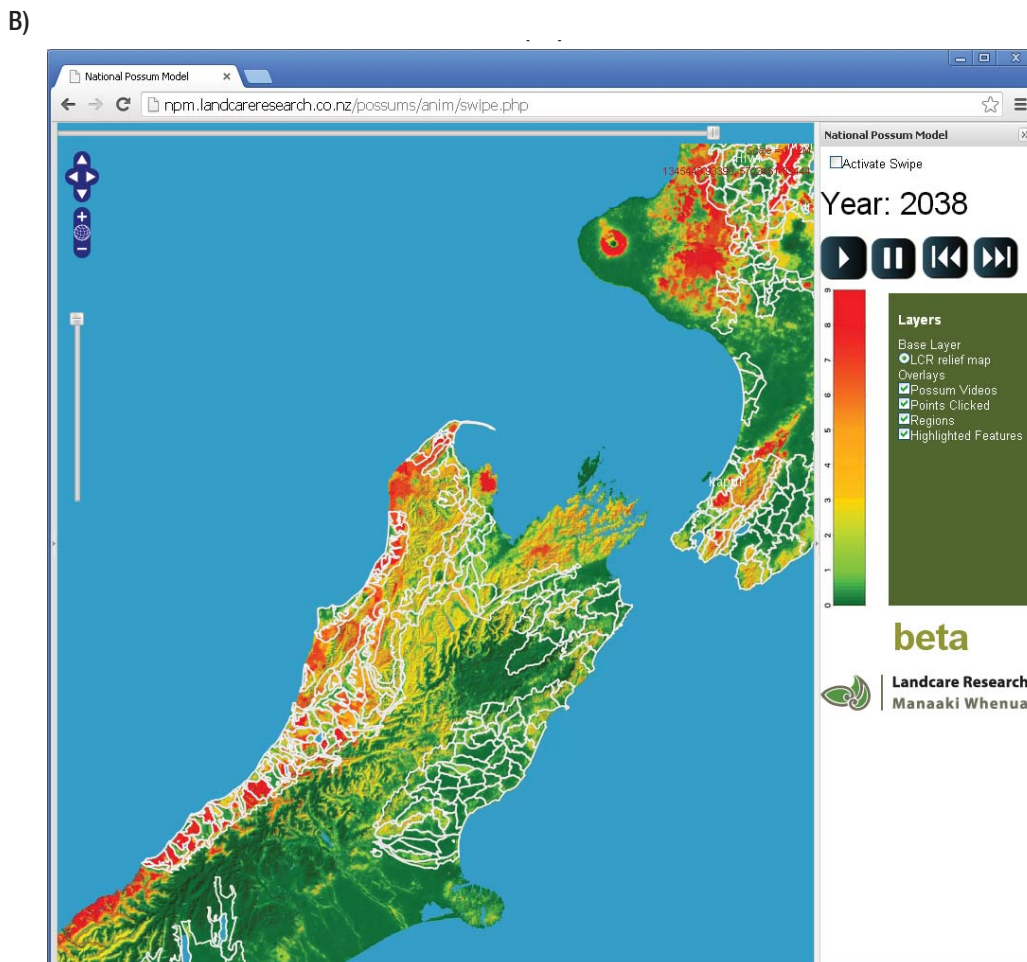 B)
National Possum Model
npm.landcareresearch.co.nz/possums/anim/swipe.php
National Possum Model
Activate Swipe
Year: 2038
9
8
7
6
5
4
3
2
1
0
Layers
Base Layer
LCR relief map
Overlays
Possum Videos
Points Clicked
Regions
Highlighted Features
beta
Landcare Research
Manaaki Whenua
Kapiti